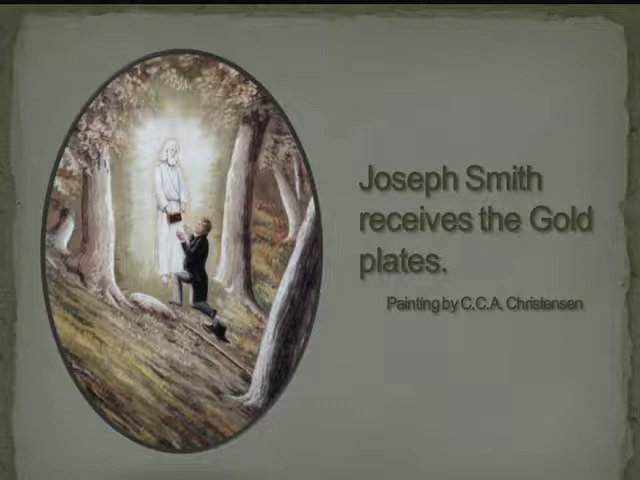 Joseph Smith
receives the Gold
plates.
Painting by C.C.A. Christensen